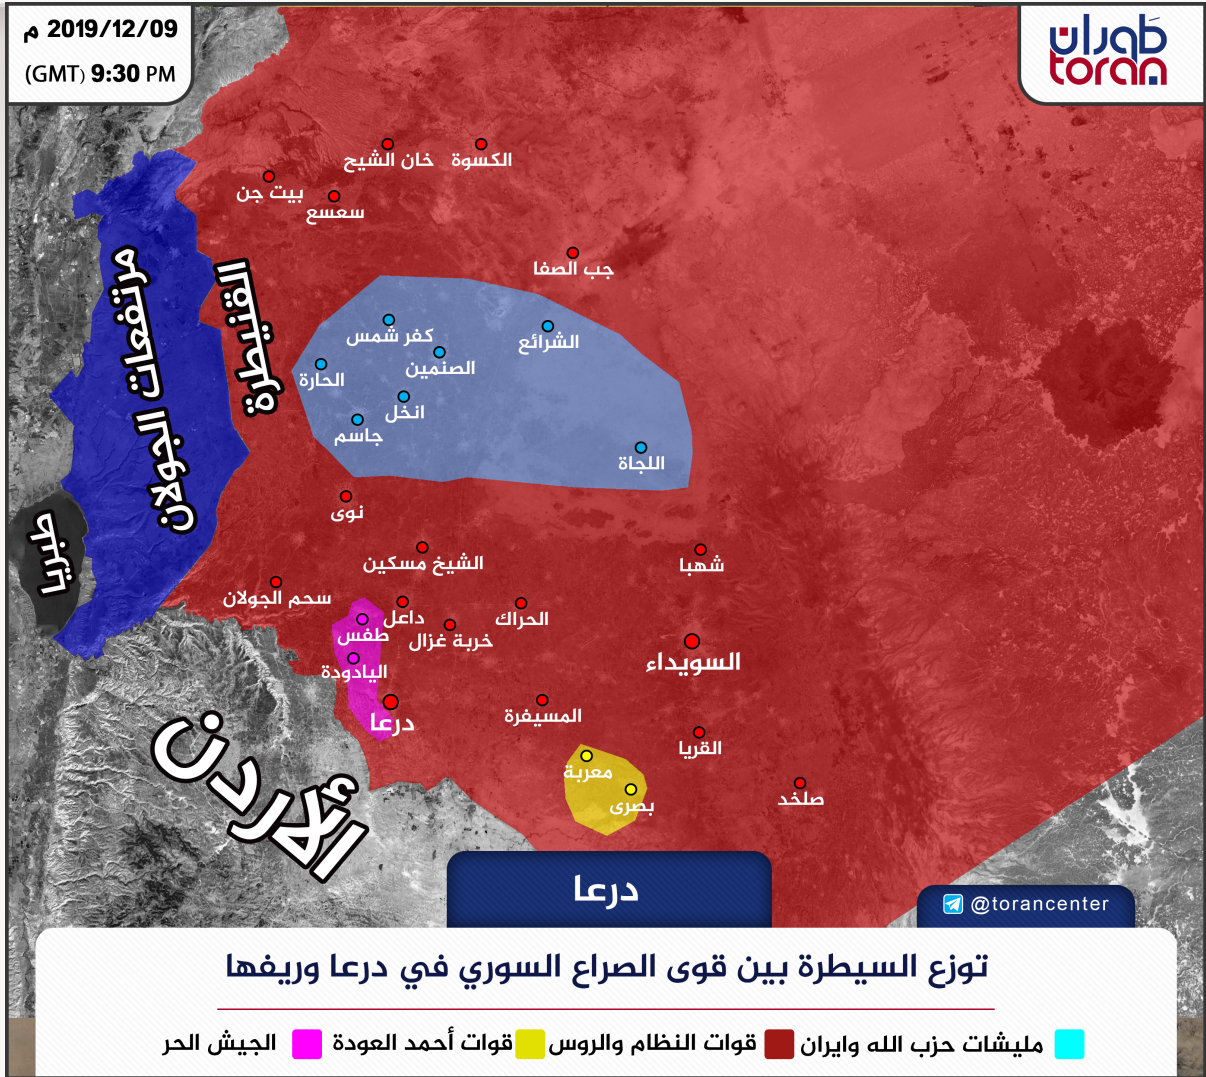 2019/12/09 م
(GMT) 9:30 PM
طوران
toran
خان الشيح
الكسوة
بيت جن
سعسع
جب الصفا
القنيطرة
مرتفعات الجولان
كفر شمس
الشرائع
الصنمين
الحارة
انخل
جاسم
اللجاة
نوى
طبريا
الشيخ مسكين
شهبا
سحم الجولان
داعل
الحراك
طفس
خربة غزال
السويداء
اليادودة
المسيفرة
درعا
القريا
الأردن
معربة
بصرى
صلخد
درعا
@torancenter
توزع السيطرة بين قوى الصراع السوري في درعا وريفها
مليشات حزب الله وايران
قوات النظام والروس
قوات أحمد العودة
الجيش الحر